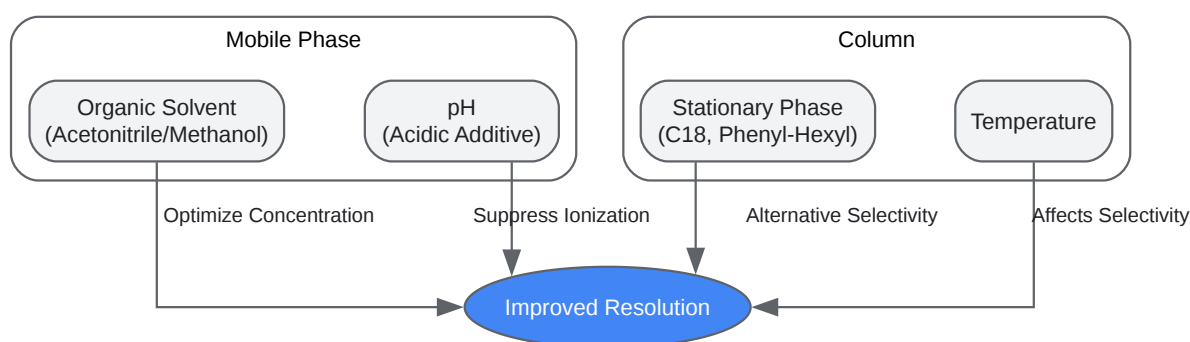 Mobile Phase
Column
Organic Solvent
(Acetonitrile/Methanol)
pH
(Acidic Additive)
Stationary Phase
(C18, Phenyl-Hexyl)
Temperature
Optimize Concentration
Suppress Ionization
Alternative Selectivity
Affects Selectivity
Improved Resolution